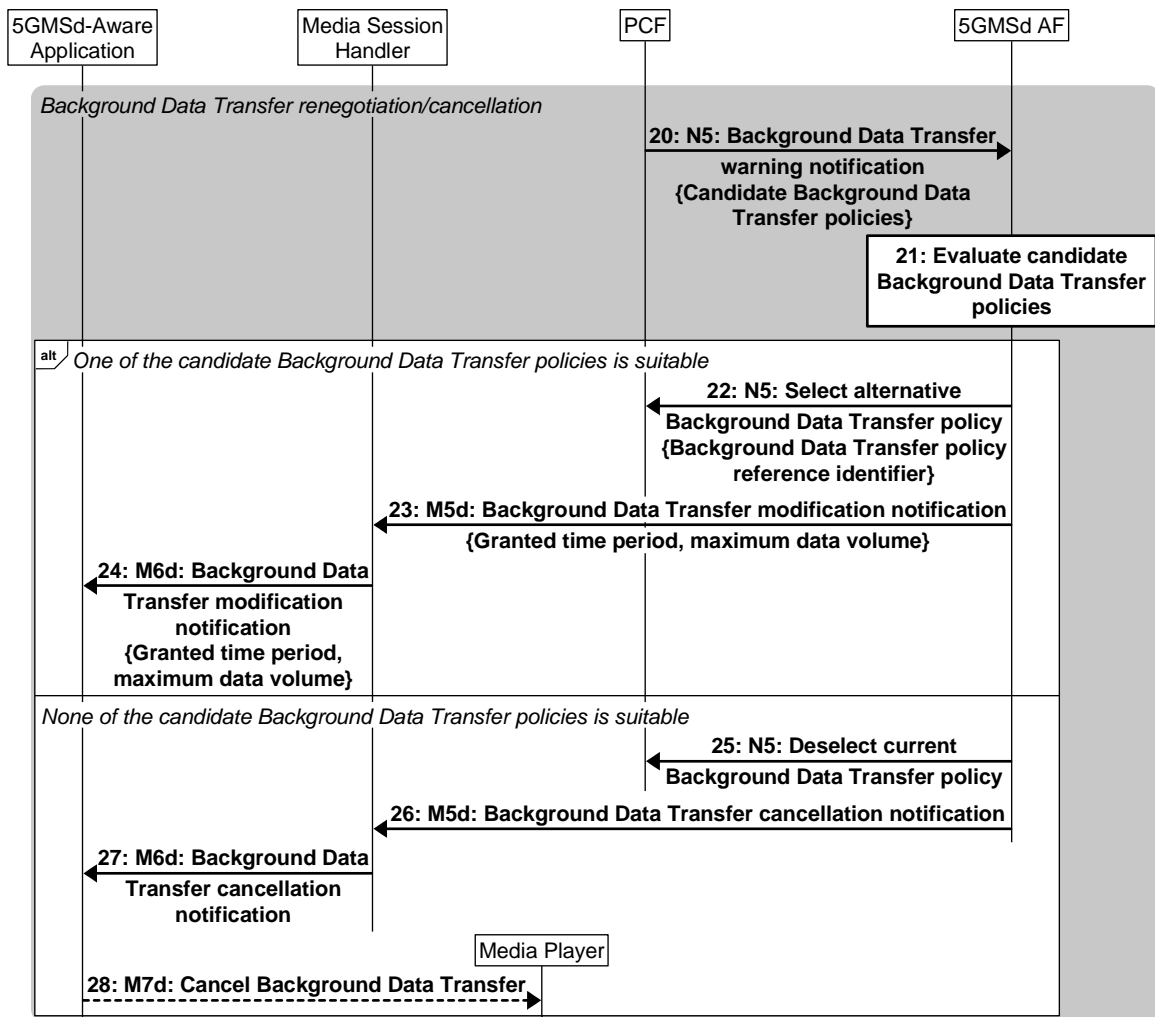 5GMSd-Aware
Application
Media Session
Handler
PCF
5GMSd AF
Background Data Transfer renegotiation/cancellation
20: N5: Background Data Transfer
warning notification
{Candidate Background Data
Transfer policies}
21: Evaluate candidate
Background Data Transfer
policies
alt
One of the candidate Background Data Transfer policies is suitable
22: N5: Select alternative
Background Data Transfer policy
{Background Data Transfer policy
reference identifier}
23: M5d: Background Data Transfer modification notification
{Granted time period, maximum data volume}
24: M6d: Background Data
Transfer modification
notification
{Granted time period,
maximum data volume}
None of the candidate Background Data Transfer policies is suitable
25: N5: Deselect current
Background Data Transfer policy
26: M5d: Background Data Transfer cancellation notification
27: M6d: Background Data
Transfer cancellation
notification
Media Player
28: M7d: Cancel Background Data Transfer